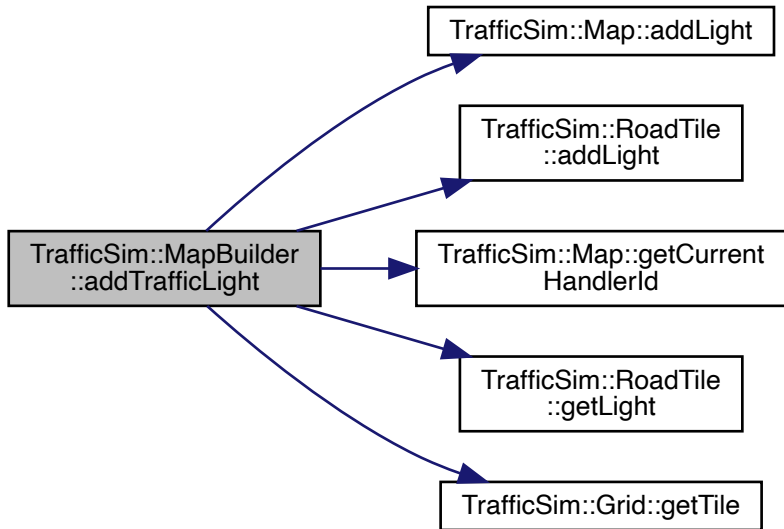 TrafficSim::Map::addLight
TrafficSim::RoadTile
::addLight
TrafficSim::MapBuilder
::addTrafficLight
TrafficSim::Map::getCurrent
HandlerId
TrafficSim::RoadTile
::getLight
TrafficSim::Grid::getTile